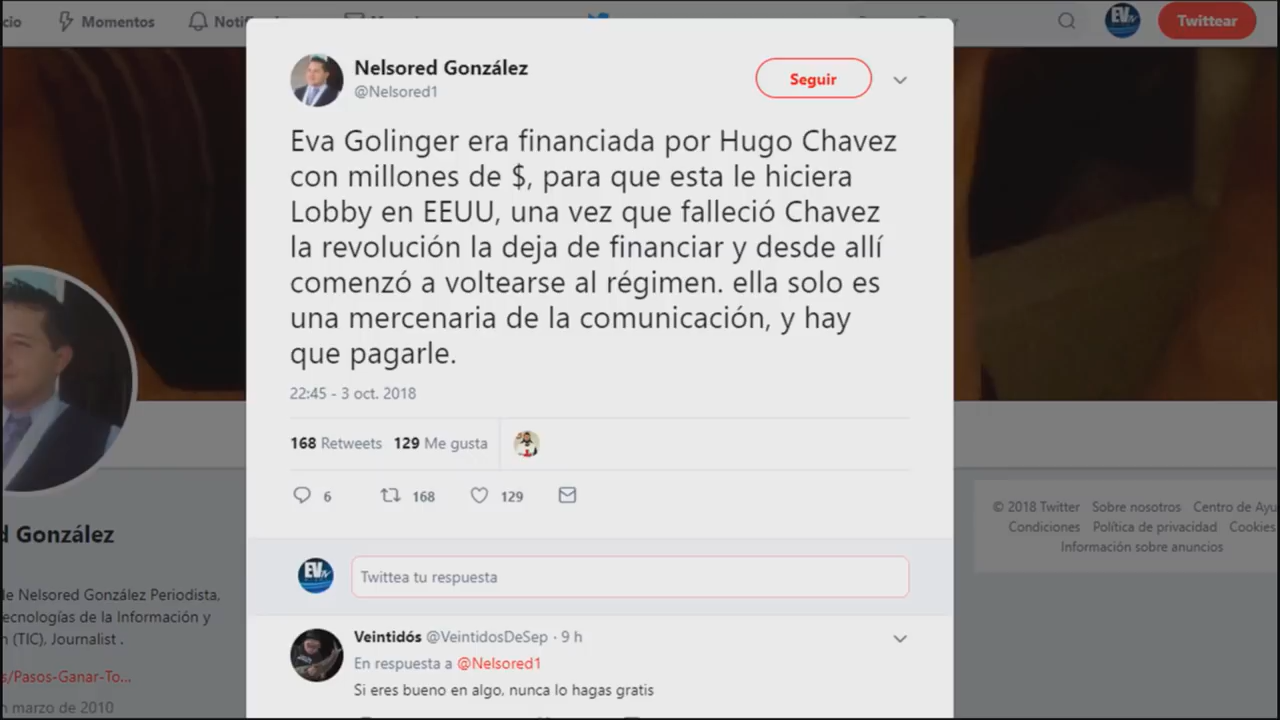 cio Momentos
Twittear
Nelsored González
@Nelsored1
Seguir
Eva Golinger era financiada por Hugo Chavez
con millones de $, para que esta le hiciera
Lobby en EEUU, una vez que falleció Chavez
la revolución la deja de financiar y desde allí
comenzó a voltearse al régimen. ella solo es
una mercenaria de la comunicación, y hay
que pagarle.
22:45 - 3 oct. 2018
168 Retweets 129 Me gusta
6 168 129
EV
Twittea tu respuesta
Veintidós @VeintidosDeSep · 9 h
En respuesta a @Nelsored1
Si eres bueno en algo, nunca lo hagas gratis
d González
de Nelsored González Periodista,
ecnologías de la Información y
n (TIC), Journalist .
s/Pasos-Ganar-To...
n marzo de 2010
© 2018 Twitter Sobre nosotros Centro de Ayu
Condiciones Política de privacidad Cookies
Información sobre anuncios